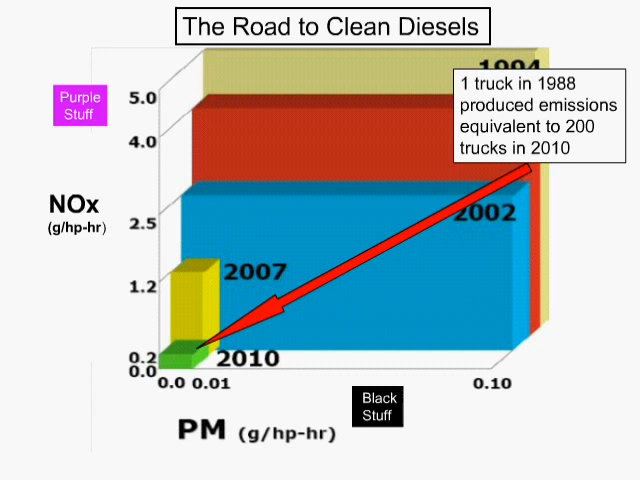 The Road to Clean Diesels
1994
1 truck in 1988
produced emissions
equivalent to 200
trucks in 2010
Purple
Stuff
5.0
4.0
NOx
(g/hp-hr)
2.5
2002
1.2
2007
0.2
0.0
2010
0.0 0.01
0.10
Black
Stuff
PM (g/hp-hr)